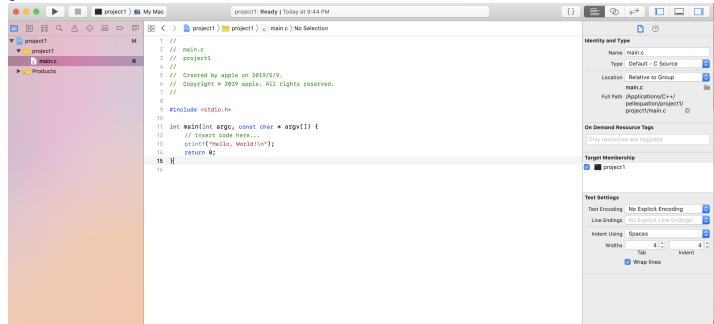 project1 〉 My Mac
project1: Ready | Today at 9:44 PM
{ }
project1 〉 project1 〉 main.c 〉 No Selection
project1 M
project1
main.c R
Products
1 //
2 //  main.c
3 //  project1
4 //
5 //  Created by apple on 2019/5/9.
6 //  Copyright © 2019 apple. All rights reserved.
7 //
8
9 #include <stdio.h>
10
11 int main(int argc, const char * argv[]) {
12     // insert code here...
13     printf("Hello, World!\n");
14     return 0;
15 }
16
Identity and Type
Name main.c
Type Default - C Source
Location Relative to Group
main.c
Full Path /Applications/C++/
pellequation/project1/
project1/main.c
On Demand Resource Tags
Only resources are taggable
Target Membership
project1
Text Settings
Text Encoding No Explicit Encoding
Line Endings No Explicit Line Endings
Indent Using Spaces
Widths 4 4
Tab Indent
Wrap lines